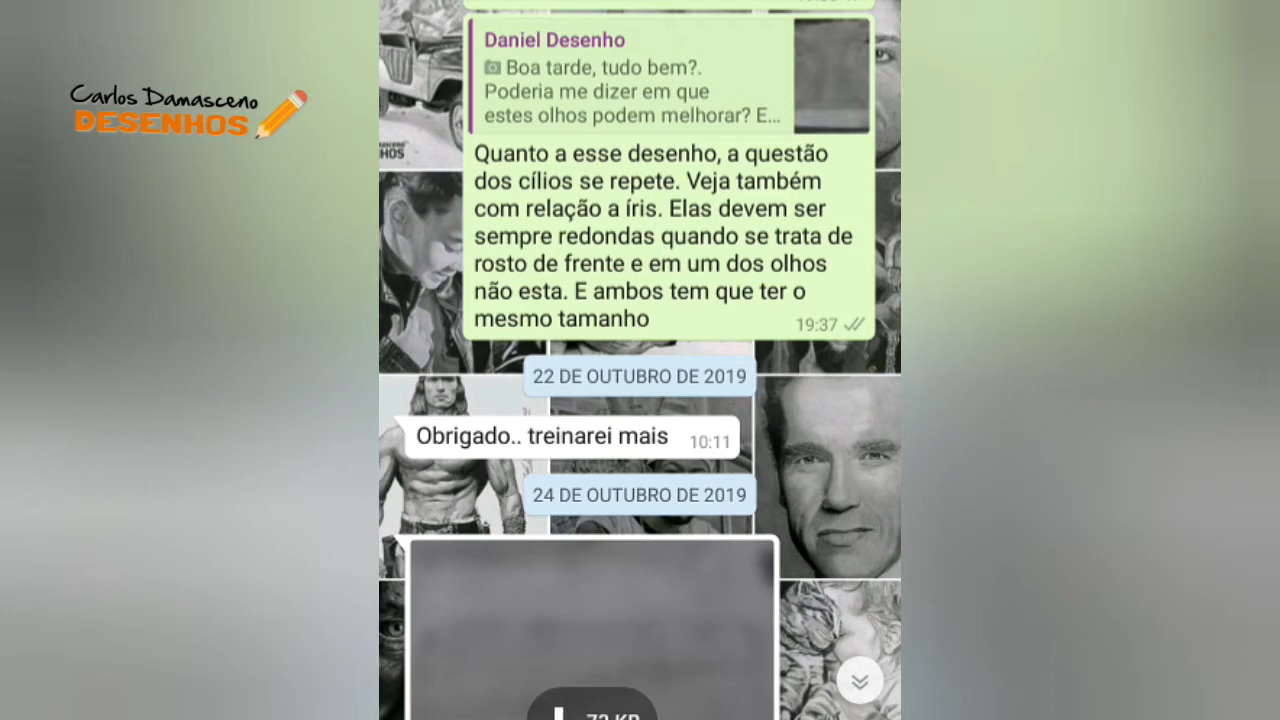 Carlos Damasceno
DESENHOS
Daniel Desenho
Boa tarde, tudo bem?.
Poderia me dizer em que
estes olhos podem melhorar? E...
HOS
Quanto a esse desenho, a questão
dos cílios se repete. Veja também
com relação a íris. Elas devem ser
sempre redondas quando se trata de
rosto de frente e em um dos olhos
não esta. E ambos tem que ter o
mesmo tamanho
19:37
22 DE OUTUBRO DE 2019
Obrigado.. treinarei mais
10:11
24 DE OUTUBRO DE 2019